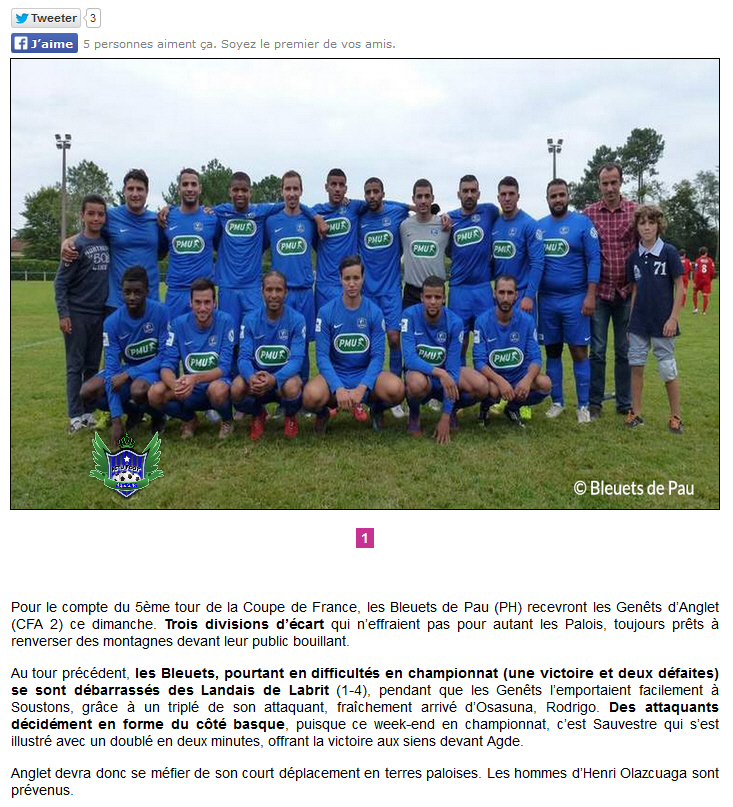 Tweeter 3
J'aime 5 personnes aiment ça. Soyez le premier de vos amis.
PMU PMU PMU PMU PMU PMU PMU PMU PMU
71
PMU PMU PMU PMU PMU PMU
© Bleuets de Pau
1
Pour le compte du 5ème tour de la Coupe de France, les Bleuets de Pau (PH) recevront les Genêts d'Anglet
(CFA 2) ce dimanche. Trois divisions d'écart qui n'effraient pas pour autant les Palois, toujours prêts à
renverser des montagnes devant leur public bouillant.
Au tour précédent, les Bleuets, pourtant en difficultés en championnat (une victoire et deux défaites)
se sont débarrassés des Landais de Labrit (1-4), pendant que les Genêts l'emportaient facilement à
Soustons, grâce à un triplé de son attaquant, fraîchement arrivé d'Osasuna, Rodrigo. Des attaquants
décidément en forme du côté basque, puisque ce week-end en championnat, c'est Sauvestre qui s'est
illustré avec un doublé en deux minutes, offrant la victoire aux siens devant Agde.
Anglet devra donc se méfier de son court déplacement en terres paloises. Les hommes d'Henri Olazcuaga sont
prévenus.